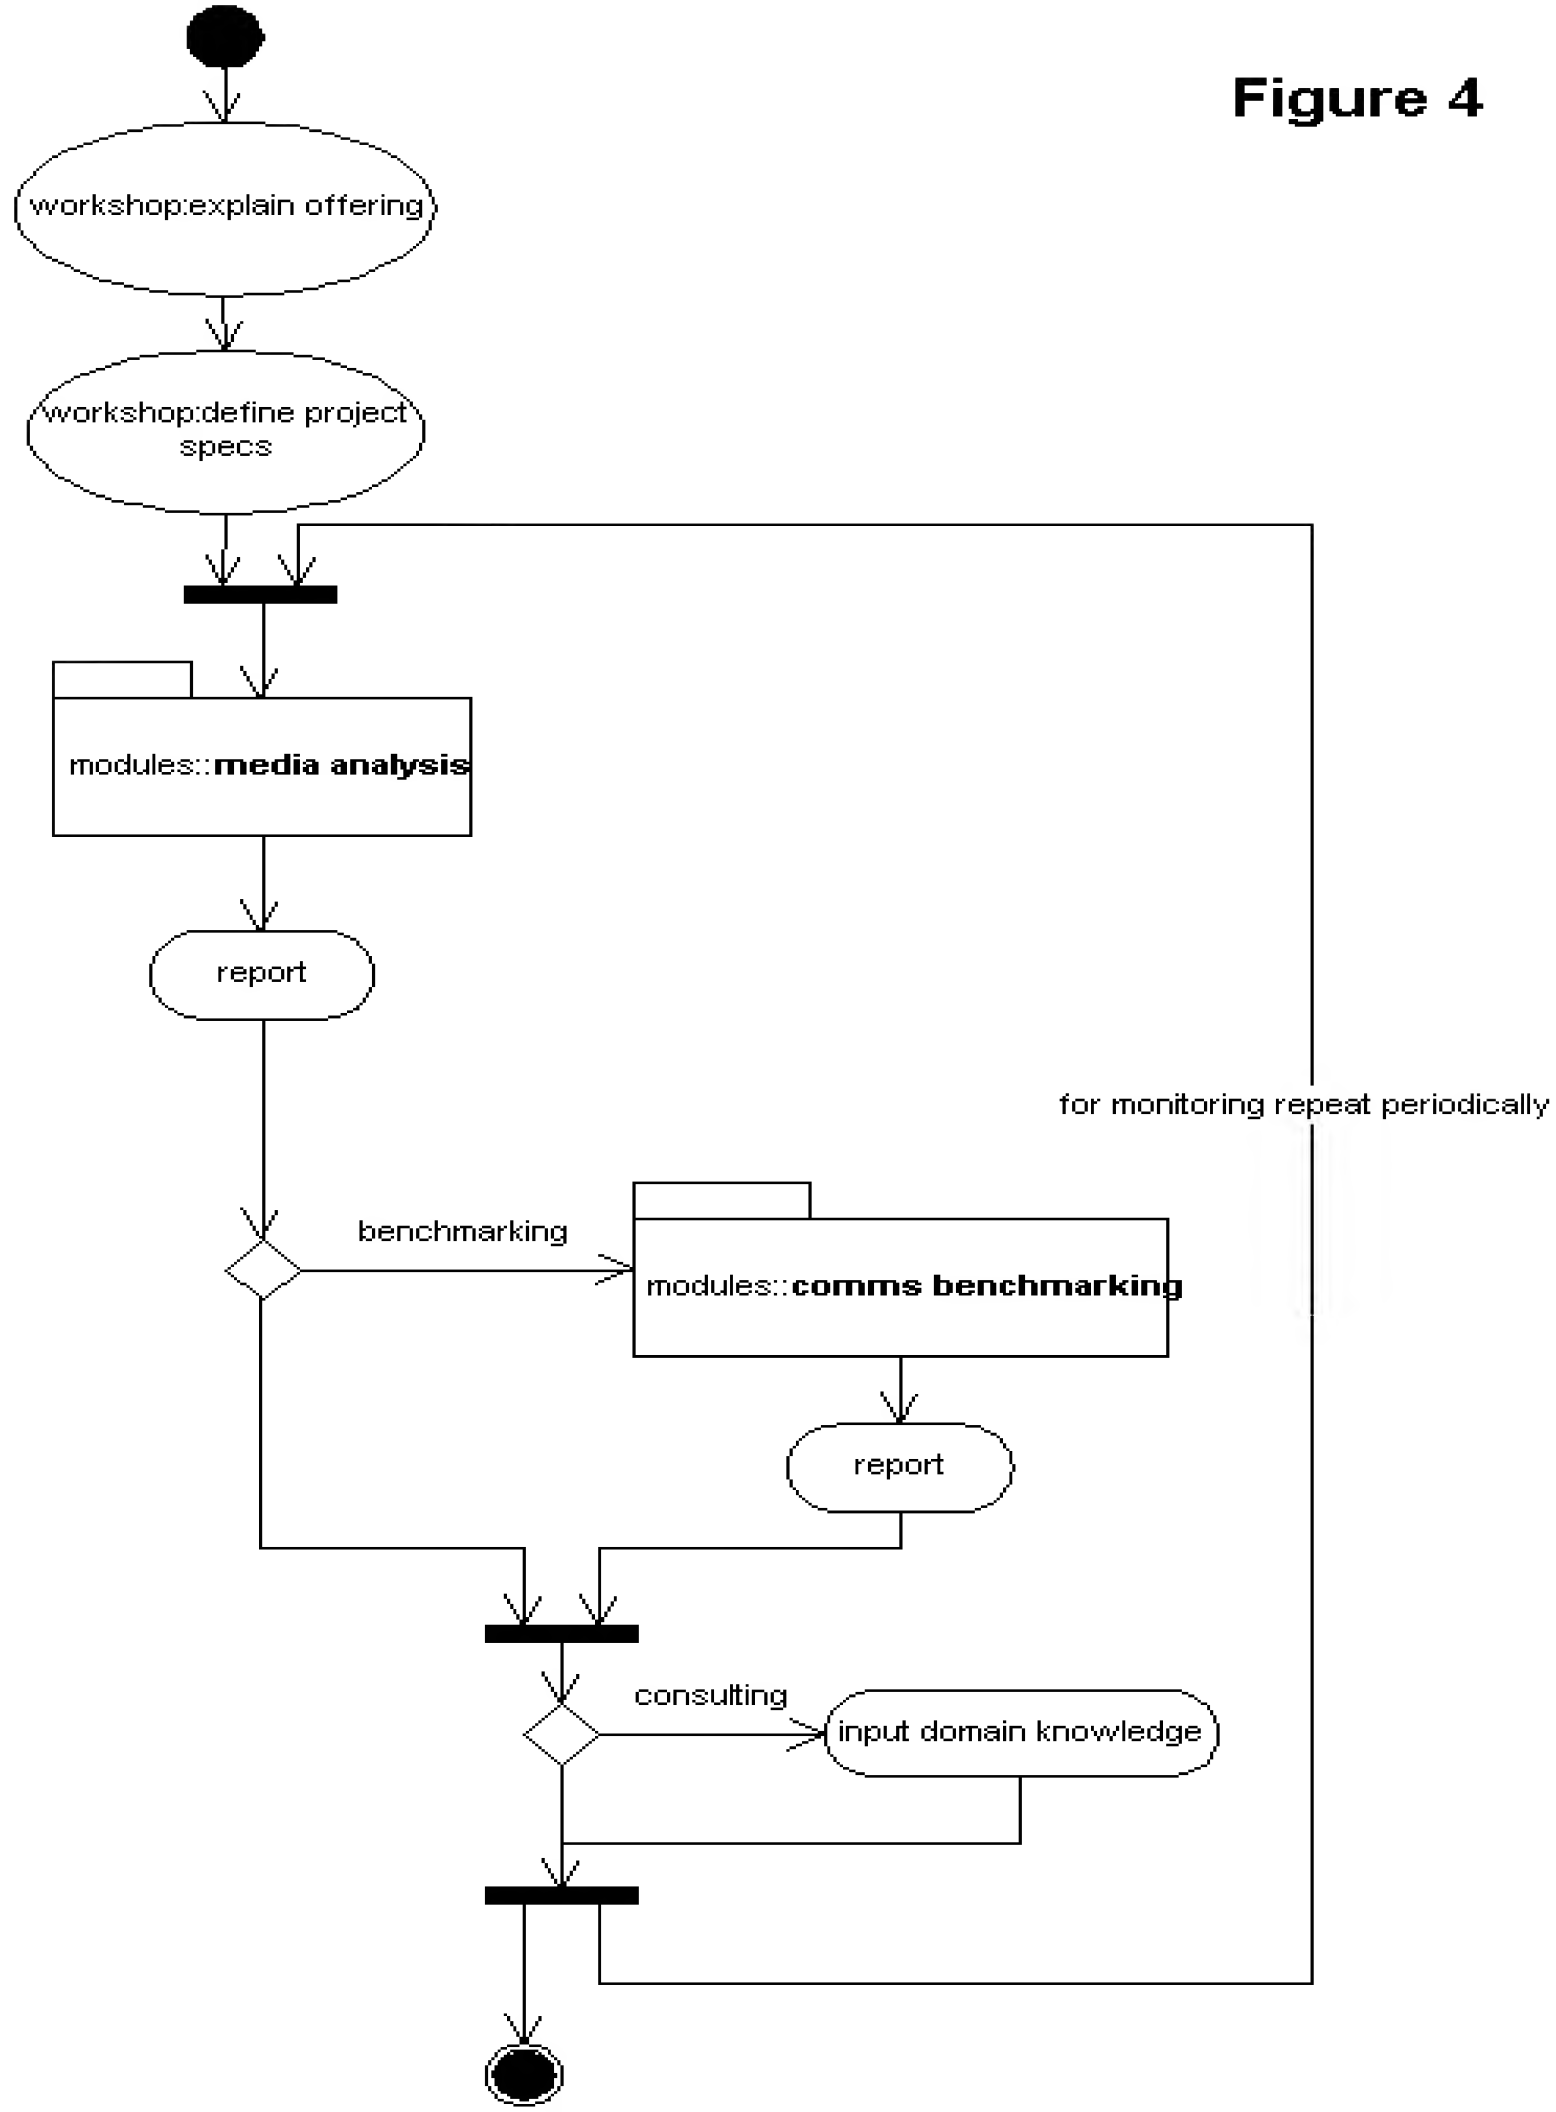 Figure 4
workshop:explain offering
workshop:define project
specs
modules::media analysis
report
for monitoring repeat periodically
benchmarking
modules::comms benchmarking
report
consulting
input domain knowledge